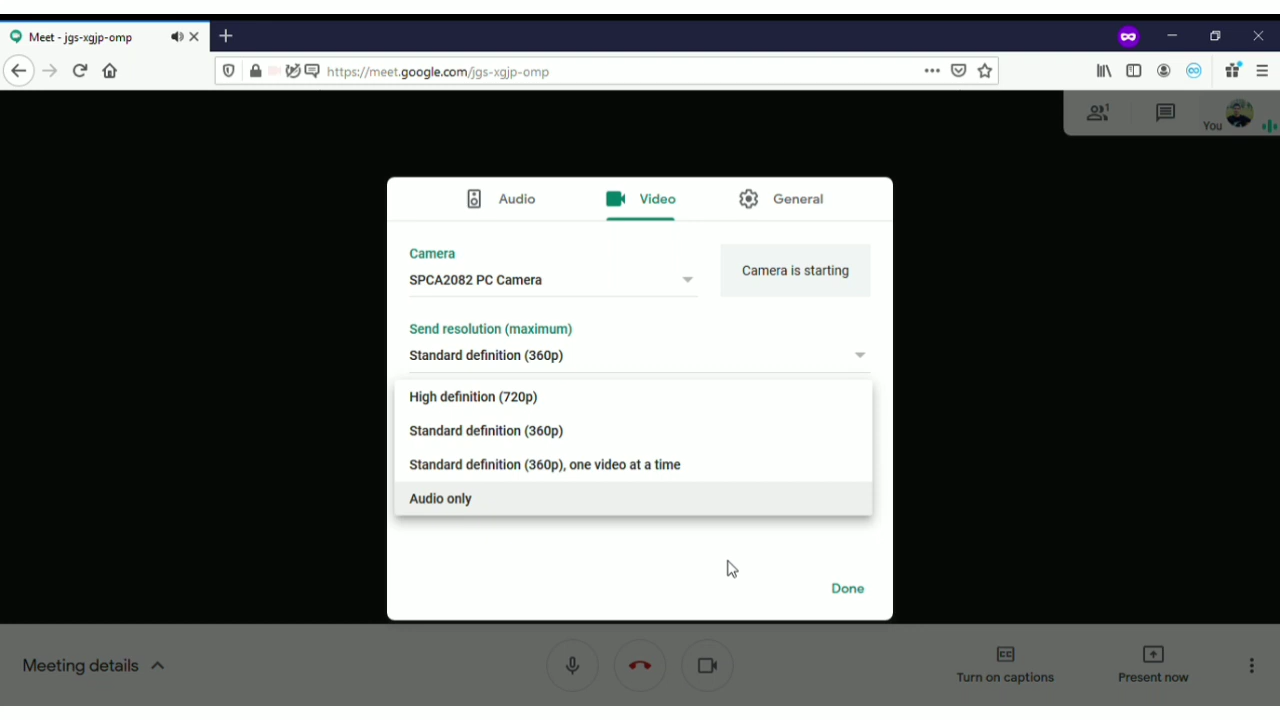 Meet - jgs-xgjp-omp
https://meet.google.com/jgs-xgjp-omp
1
You
Audio
Video
General
Camera
SPCA2082 PC Camera
Camera is starting
Send resolution (maximum)
Standard definition (360p)
High definition (720p)
Standard definition (360p)
Standard definition (360p), one video at a time
Audio only
Done
Meeting details
CC
Turn on captions
Present now